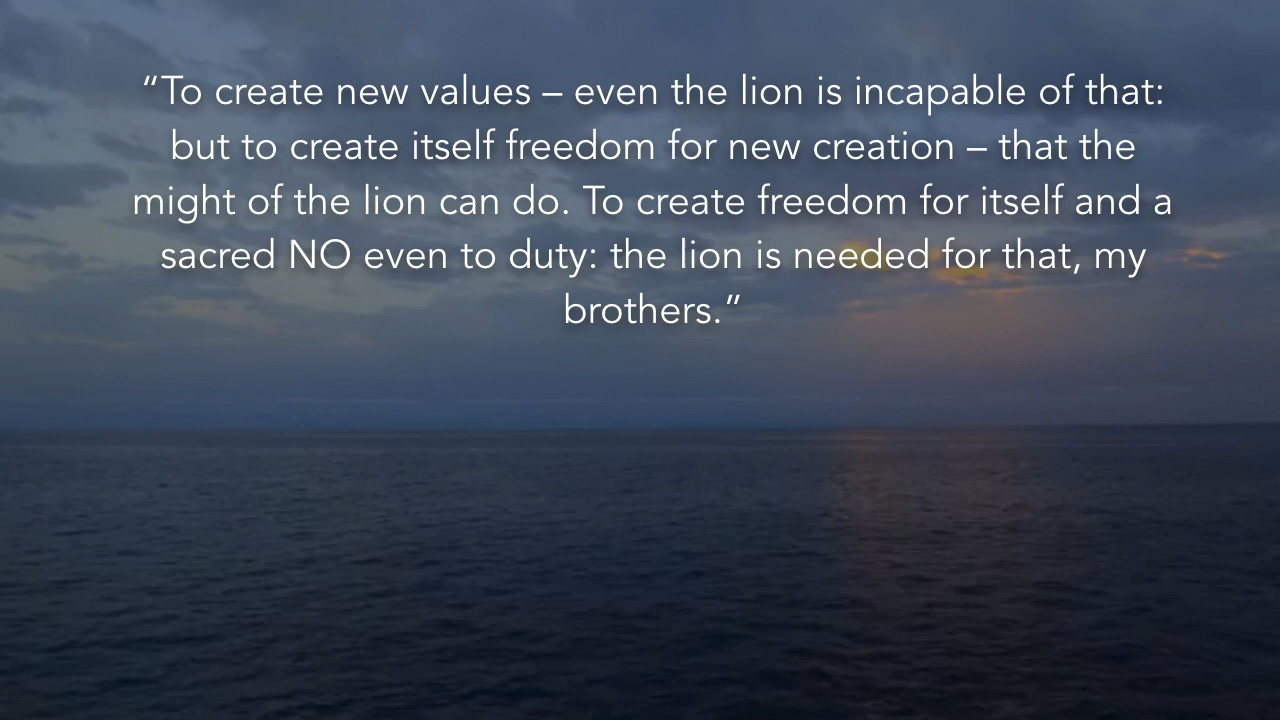 “To create new values – even the lion is incapable of that:
but to create itself freedom for new creation – that the
might of the lion can do. To create freedom for itself and a
sacred NO even to duty: the lion is needed for that, my
brothers.”